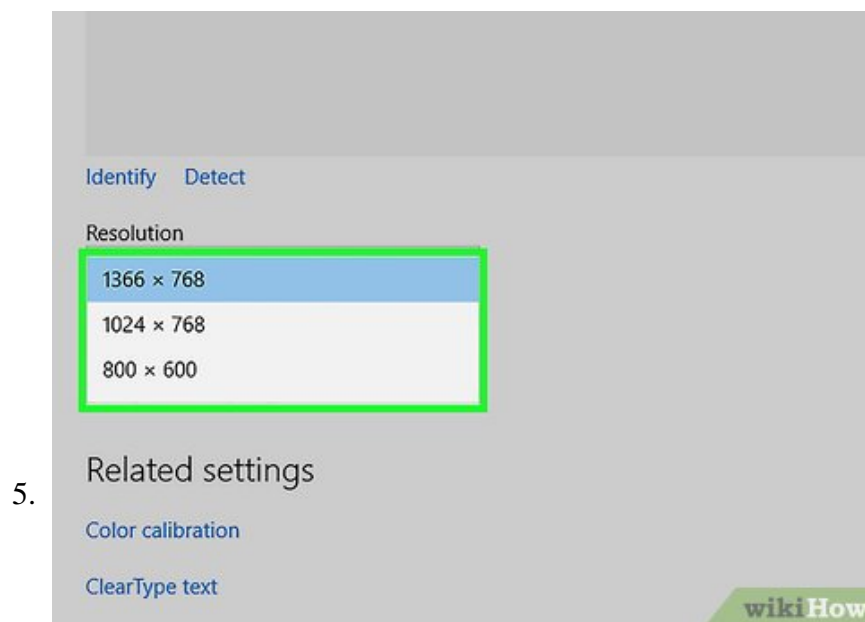 Identify Detect
Resolution
1366 × 768
1024 × 768
800 × 600
Related settings
5.
Color calibration
ClearType text
wikiHow